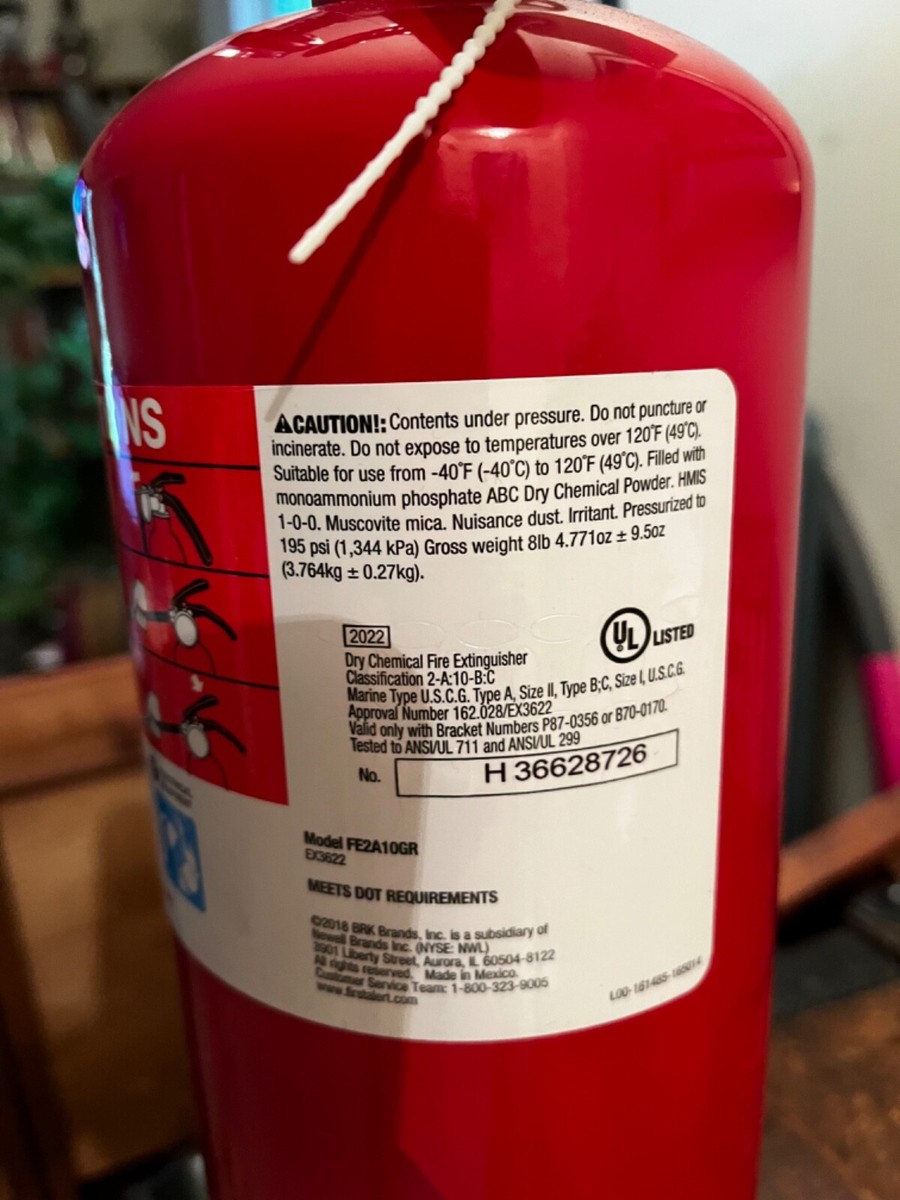 NS
CAUTION!: Contents under pressure. Do not puncture or
incinerate. Do not expose to temperatures over 120°F (49°C).
Suitable for use from -40°F (-40°C) to 120°F (49°C). Filled with
monoammonium phosphate ABC Dry Chemical Powder. HMIS
1-0-0. Muscovite mica. Nuisance dust. Irritant. Pressurized to
195 psi (1,344 kPa) Gross weight 8lb 4.771oz ± 9.5oz
(3.764kg ± 0.27kg).
2022
UL LISTED
Dry Chemical Fire Extinguisher
Classification 2-A:10-B:C
Marine Type U.S.C.G. Type A, Size II, Type B;C, Size I, U.S.C.G.
Approval Number 162.028/EX3622
Valid only with Bracket Numbers P87-0356 or B70-0170.
Tested to ANSI/UL 711 and ANSI/UL 299
No. H 36628726
Model FE2A10GR
EX3622
MEETS DOT REQUIREMENTS
©2018 BRK Brands, Inc. is a subsidiary of
Newell Brands Inc. (NYSE: NWL)
3901 Liberty Street, Aurora, IL 60504-8122
All rights reserved. Made in Mexico.
Customer Service Team: 1-800-323-9005
www.firstalert.com